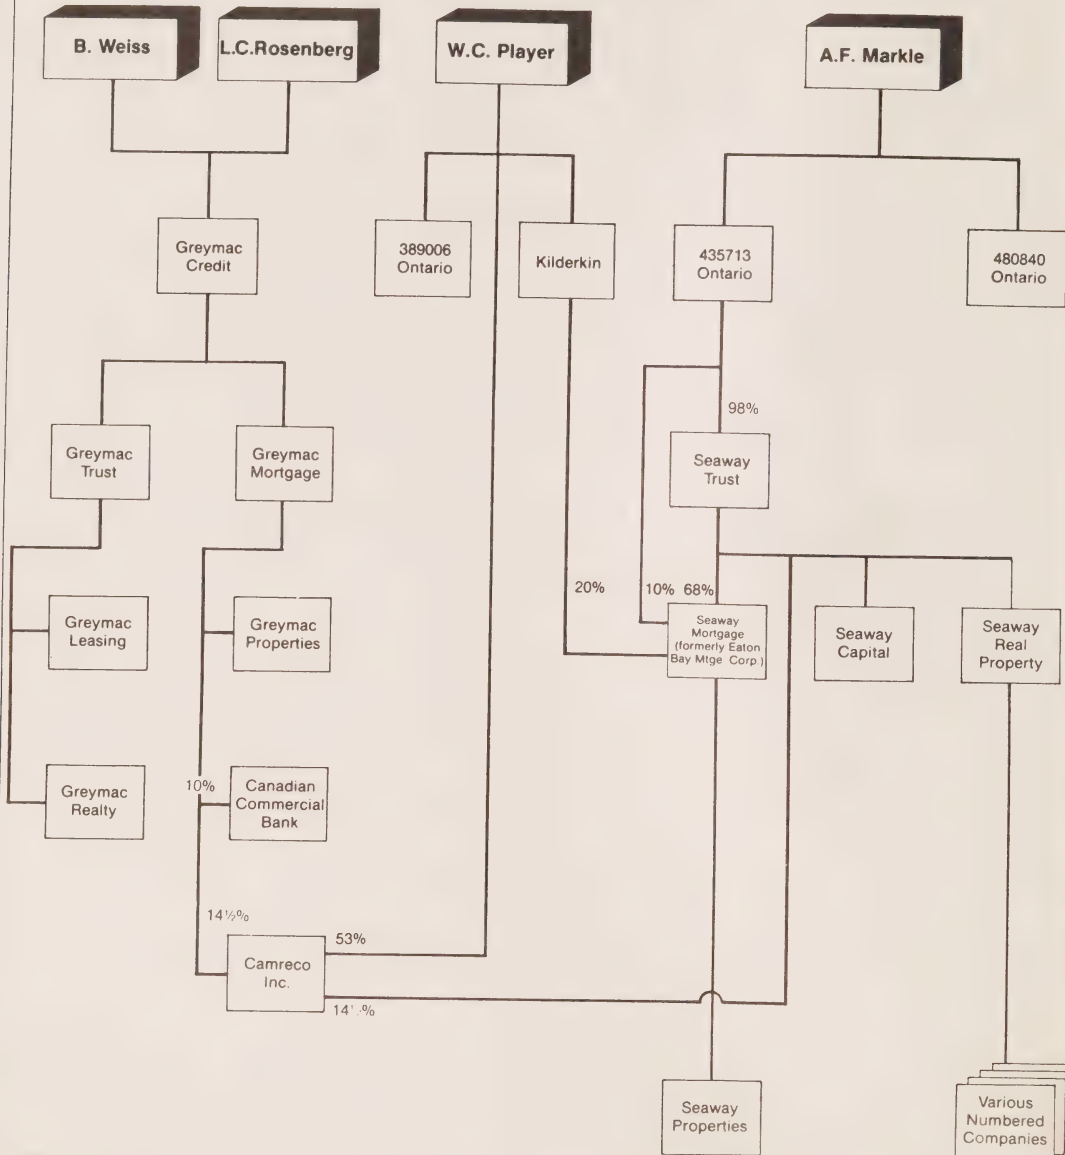 B. Weiss
L.C.Rosenberg
W.C. Player
A.F. Markle
Greymac
Credit
389006
Ontario
Kilderkin
435713
Ontario
480840
Ontario
98%
Greymac
Trust
Greymac
Mortgage
Seaway
Trust
20%
10% 68%
Greymac
Leasing
Greymac
Properties
Seaway
Mortgage
(formerly Eaton
Bay Mtge Corp.)
Seaway
Capital
Seaway
Real
Property
Greymac
Realty
10%
Canadian
Commercial
Bank
14½%
53%
Camreco
Inc.
Seaway
Properties
Various
Numbered
Companies